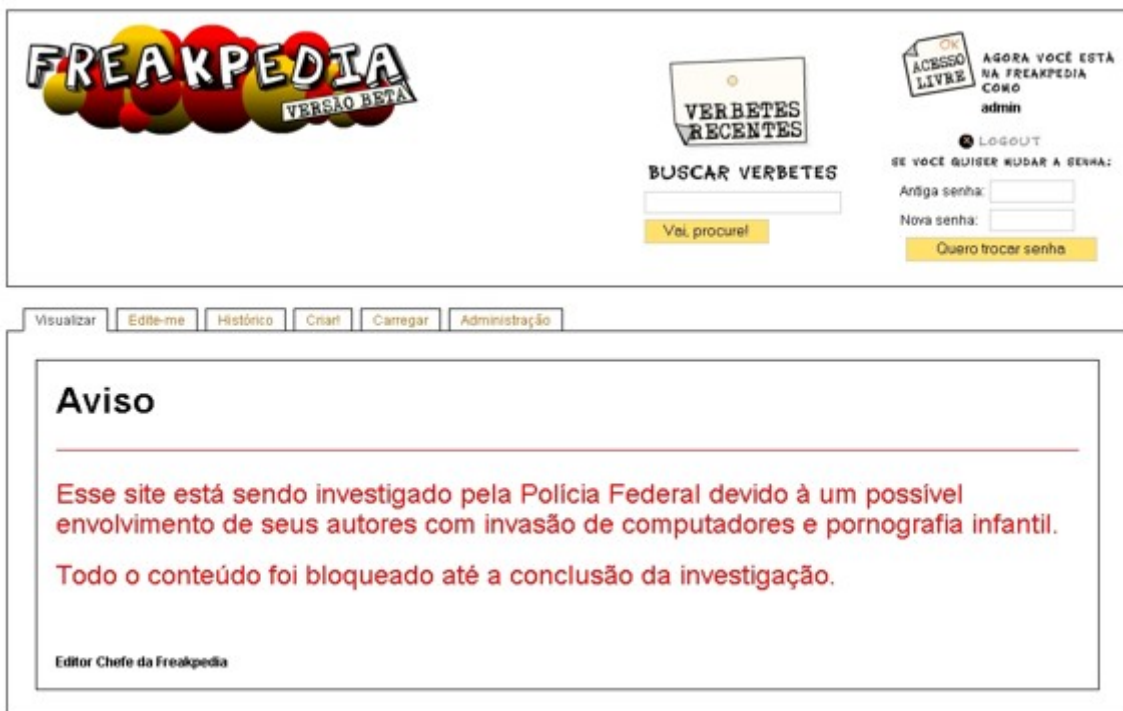 FREAKPEDIA
VERSÃO BETA
VERBETES
RECENTES
BUSCAR VERBETES
Vai, procure!
OK
ACESSO
LIVRE
AGORA VOCÊ ESTÁ
NA FREAKPEDIA
COMO
admin
X LOGOUT
SE VOCÊ QUISER MUDAR A SENHA:
Antiga senha:
Nova senha:
Quero trocar senha
Visualizar Edite-me Histórico Criar! Carregar Administração
Aviso
Esse site está sendo investigado pela Polícia Federal devido à um possível
envolvimento de seus autores com invasão de computadores e pornografia infantil.
Todo o conteúdo foi bloqueado até a conclusão da investigação.
Editor Chefe da Freakpedia